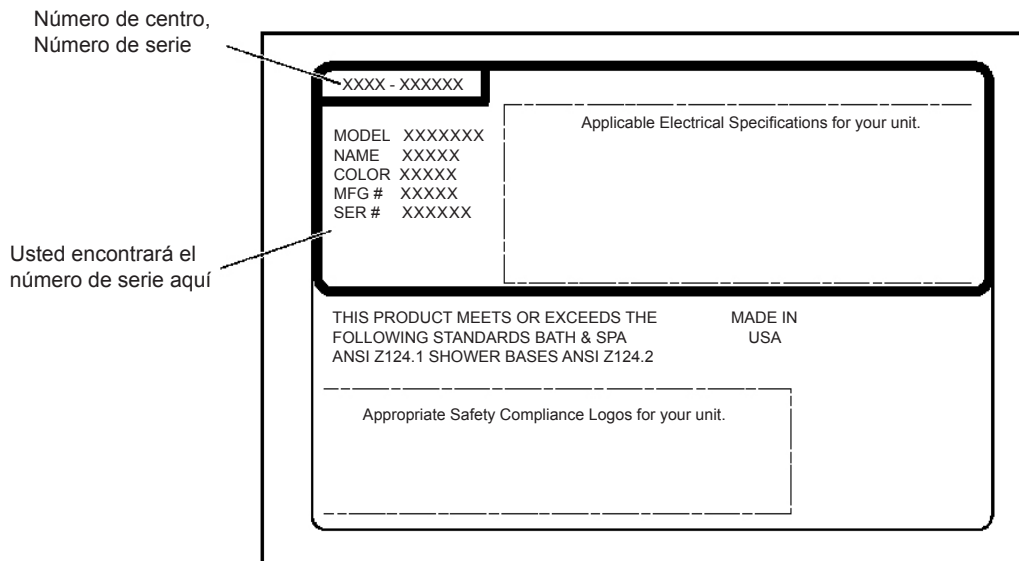 Número de centro,
Número de serie
XXXX - XXXXXX
Applicable Electrical Specifications for your unit.
MODEL XXXXXXX
NAME XXXXX
COLOR XXXXX
MFG # XXXXX
SER # XXXXXX
Usted encontrará el
número de serie aquí
THIS PRODUCT MEETS OR EXCEEDS THE
FOLLOWING STANDARDS BATH & SPA
ANSI Z124.1 SHOWER BASES ANSI Z124.2
MADE IN
USA
Appropriate Safety Compliance Logos for your unit.